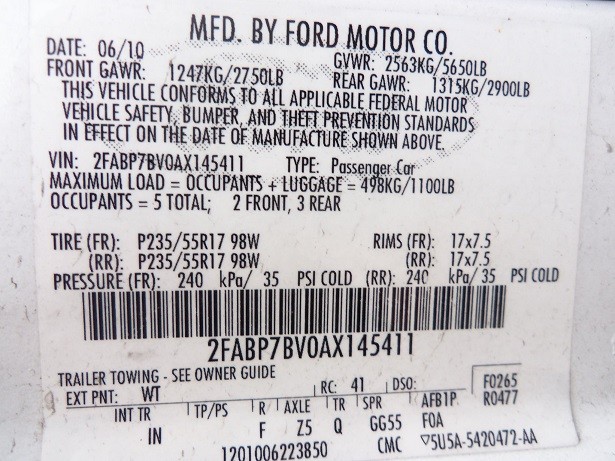 MFD. BY FORD MOTOR CO.
DATE: 06/10 GVWR: 2563KG/5650LB
FRONT GAWR: 1247KG/2750LB REAR GAWR: 1315KG/2900LB
THIS VEHICLE CONFORMS TO ALL APPLICABLE FEDERAL MOTOR
VEHICLE SAFETY, BUMPER, AND THEFT PREVENTION STANDARDS
IN EFFECT ON THE DATE OF MANUFACTURE SHOWN ABOVE.
VIN: 2FABP7BV0AX145411 TYPE: Passenger Car
MAXIMUM LOAD = OCCUPANTS + LUGGAGE = 498KG/1100LB
OCCUPANTS = 5 TOTAL; 2 FRONT, 3 REAR
TIRE (FR): P235/55R17 98W RIMS (FR): 17x7.5
(RR): P235/55R17 98W (RR): 17x7.5
PRESSURE (FR): 240 kPa/ 35 PSI COLD (RR): 240 kPa/ 35 PSI COLD
2FABP7BV0AX145411
TRAILER TOWING - SEE OWNER GUIDE
EXT PNT: WT RC: 41 DSO: F0265
INT TR TP/PS R AXLE TR SPR AFB1P R0477
IN F Z5 Q GG55 F0A
1201006223850 CMC 5U5A-5420472-AA